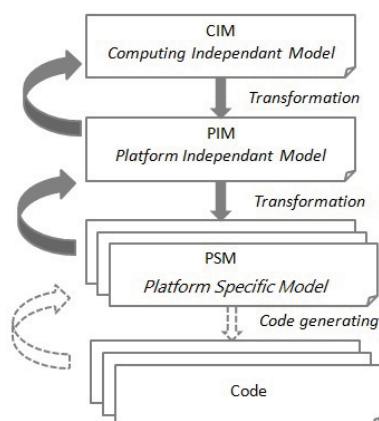 CIM
Computing Independant Model
Transformation
PIM
Platform Independant Model
Transformation
PSM
Platform Specific Model
Code generating
Code